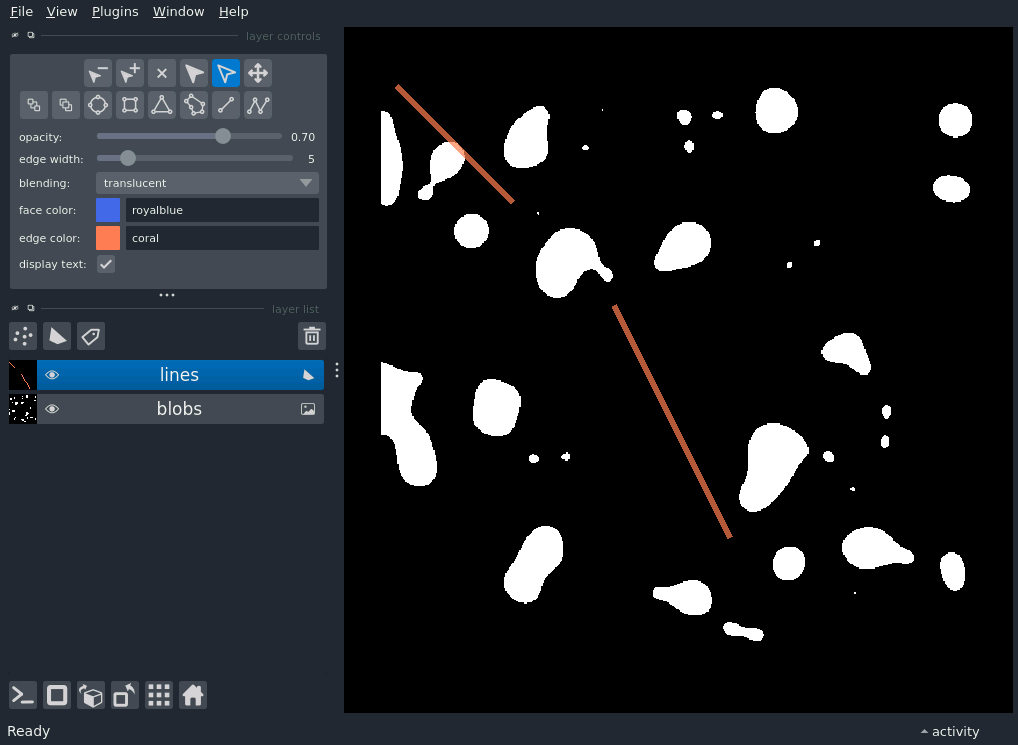 File View Plugins Window Help
layer controls
opacity: 0.70
edge width: 5
blending: translucent
face color: royalblue
edge color: coral
display text:
layer list
lines
blobs
Ready
activity